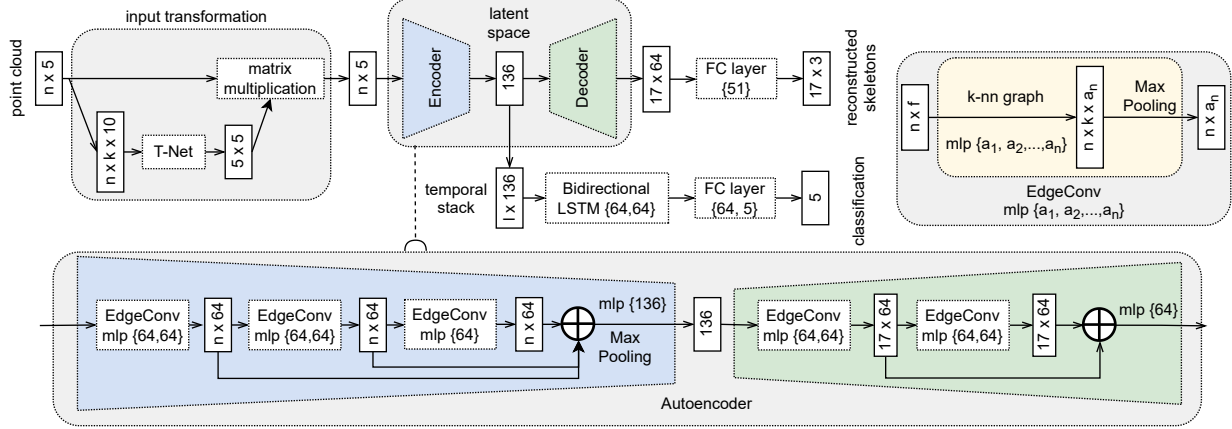 input transformation
point cloud
n x 5
matrix
multiplication
n x k x 10
T-Net
5 x 5
n x 5
Encoder
latent
space
136
Decoder
17 x 64
FC layer
{51}
17 x 3
reconstructed
skeletons
temporal
stack
l x 136
Bidirectional
LSTM {64,64}
FC layer
{64, 5}
5
classification
n x f
k-nn graph
mlp {a1, a2,...,an}
n x k x an
Max
Pooling
n x an
EdgeConv
mlp {a1, a2,...,an}
EdgeConv
mlp {64,64}
n x 64
EdgeConv
mlp {64,64}
n x 64
EdgeConv
mlp {64}
n x 64
mlp {136}
Max
Pooling
136
EdgeConv
mlp {64,64}
17 x 64
EdgeConv
mlp {64,64}
17 x 64
mlp {64}
Autoencoder